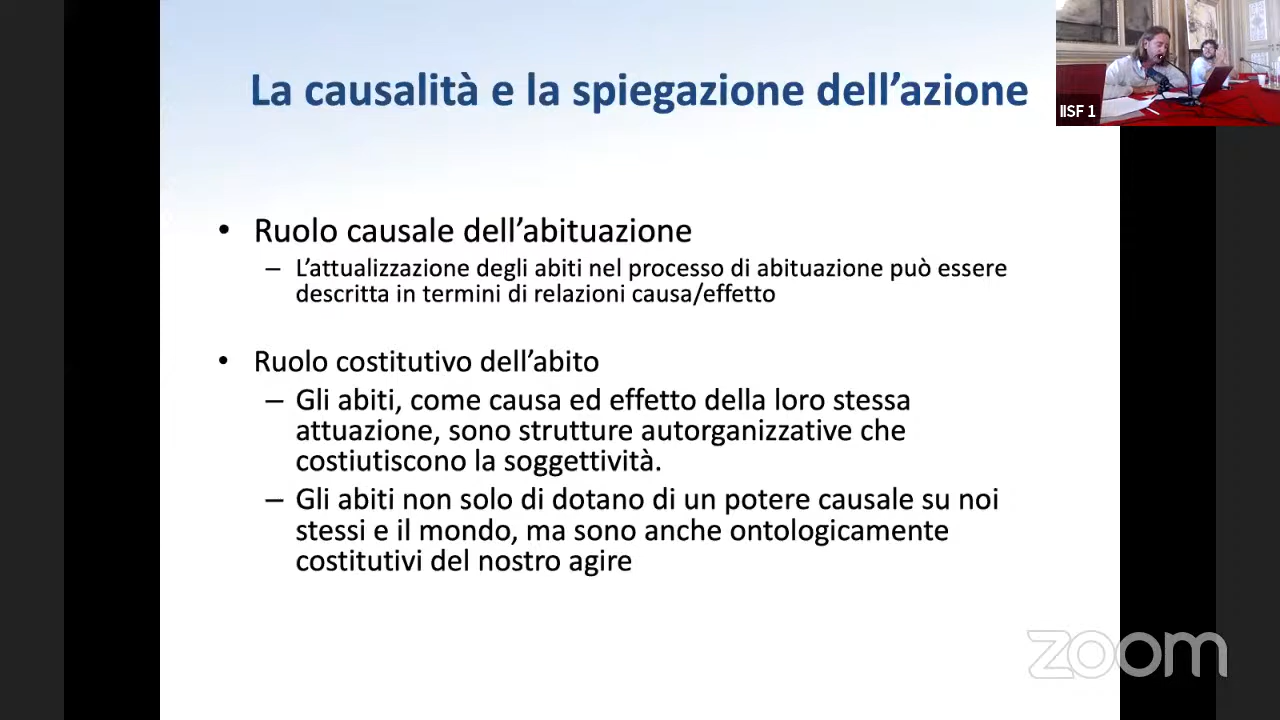 La causalità e la spiegazione dell'azione
IISF 1
• Ruolo causale dell'abituazione
– L'attualizzazione degli abiti nel processo di abituazione può essere
descritta in termini di relazioni causa/effetto
• Ruolo costitutivo dell'abito
– Gli abiti, come causa ed effetto della loro stessa
attuazione, sono strutture autorganizzative che
costiutiscono la soggettività.
– Gli abiti non solo di dotano di un potere causale su noi
stessi e il mondo, ma sono anche ontologicamente
costitutivi del nostro agire
zoom